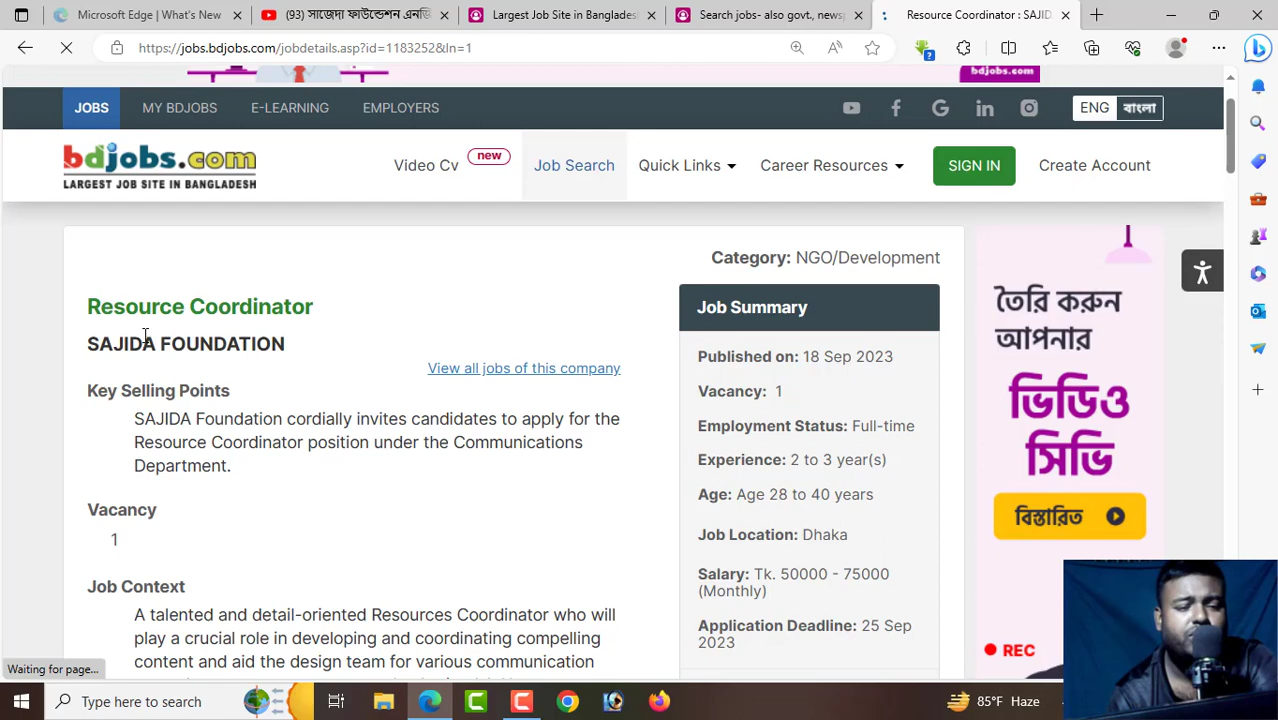 Microsoft Edge | What's New
(93) সাজেদা ফাউন্ডেশন এনজি
Largest Job Site in Bangladesh
Search jobs- also govt., newsp
Resource Coordinator : SAJID
https://jobs.bdjobs.com/jobdetails.asp?id=1183252&ln=1
bdjobs.com
JOBS
MY BDJOBS
E-LEARNING
EMPLOYERS
ENG
বাংলা
bdjobs.com
LARGEST JOB SITE IN BANGLADESH
Video Cv
new
Job Search
Quick Links
Career Resources
SIGN IN
Create Account
Category: NGO/Development
Resource Coordinator
SAJIDA FOUNDATION
View all jobs of this company
Key Selling Points
SAJIDA Foundation cordially invites candidates to apply for the
Resource Coordinator position under the Communications
Department.
Vacancy
1
Job Context
A talented and detail-oriented Resources Coordinator who will
play a crucial role in developing and coordinating compelling
content and aid the design team for various communication
Job Summary
Published on: 18 Sep 2023
Vacancy: 1
Employment Status: Full-time
Experience: 2 to 3 year(s)
Age: Age 28 to 40 years
Job Location: Dhaka
Salary: Tk. 50000 - 75000
(Monthly)
Application Deadline: 25 Sep
2023
তৈরি করুন
আপনার
ভিডিও
সিভি
বিস্তারিত
REC
Waiting for page...
Type here to search
85°F Haze